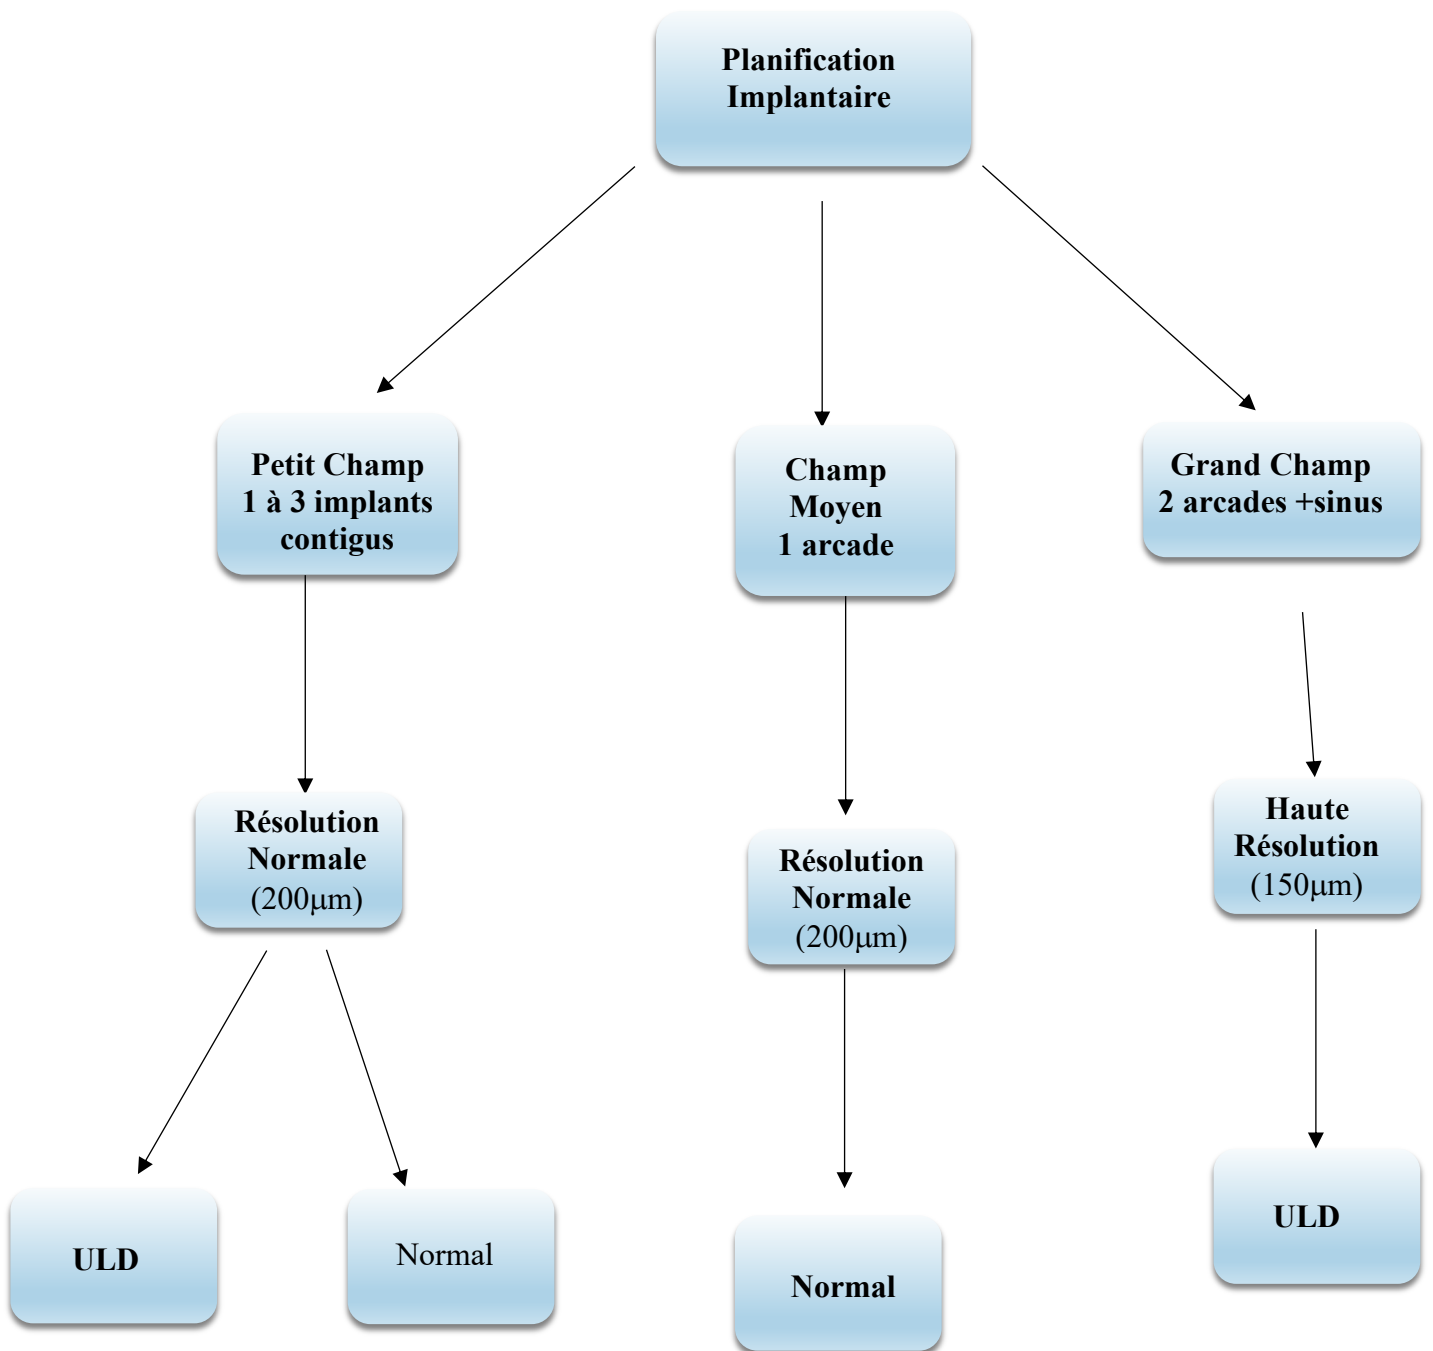 Planification
Implantaire
Petit Champ
1 à 3 implants
contigus
Champ
Moyen
1 arcade
Grand Champ
2 arcades +sinus
Résolution
Normale
(200μm)
Résolution
Normale
(200μm)
Haute
Résolution
(150μm)
ULD
Normal
Normal
ULD